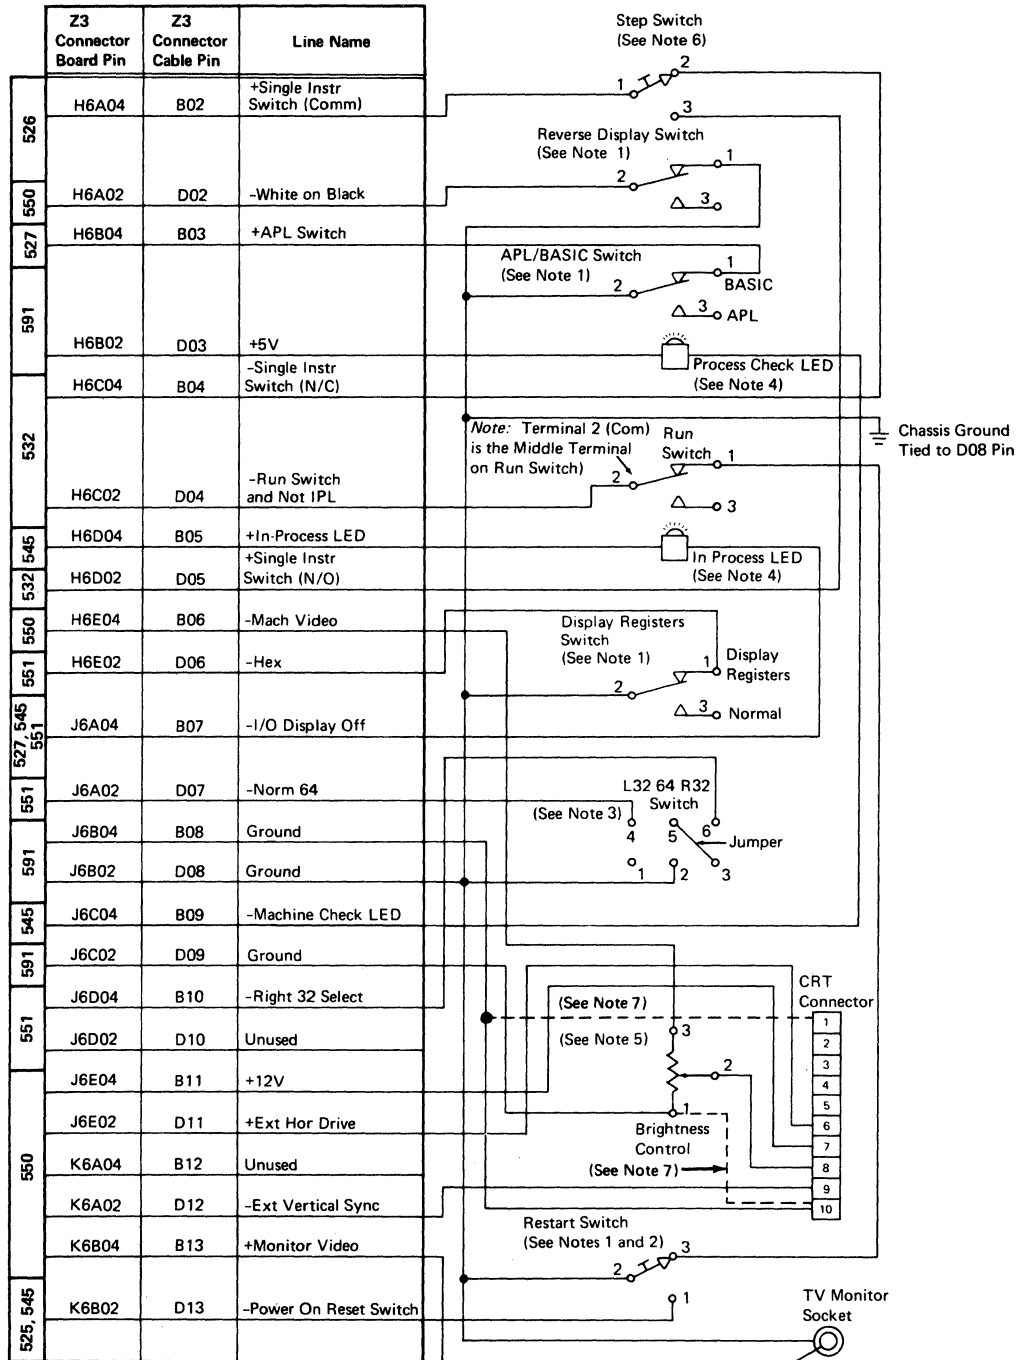 Z3 Connector Board Pin
Z3 Connector Cable Pin
Line Name
526
H6A04 B02 +Single Instr Switch (Comm)
550
H6A02 D02 -White on Black
527
H6B04 B03 +APL Switch
591
H6B02 D03 +5V
532
H6C04 B04 -Single Instr Switch (N/C)
H6C02 D04 -Run Switch and Not IPL
545
H6D04 B05 +In-Process LED
532
H6D02 D05 +Single Instr Switch (N/O)
550
H6E04 B06 -Mach Video
551
H6E02 D06 -Hex
527, 545
551
J6A04 B07 -I/O Display Off
551
J6A02 D07 -Norm 64
591
J6B04 B08 Ground
J6B02 D08 Ground
545
J6C04 B09 -Machine Check LED
591
J6C02 D09 Ground
551
J6D04 B10 -Right 32 Select
J6D02 D10 Unused
550
J6E04 B11 +12V
J6E02 D11 +Ext Hor Drive
K6A04 B12 Unused
K6A02 D12 -Ext Vertical Sync
K6B04 B13 +Monitor Video
525, 545
K6B02 D13 -Power On Reset Switch
Step Switch
(See Note 6)
1
2
3
Reverse Display Switch
(See Note 1)
2
1
3
APL/BASIC Switch
(See Note 1)
2
1
BASIC
3
APL
Process Check LED
(See Note 4)
Chassis Ground
Tied to D08 Pin
Note: Terminal 2 (Com)
is the Middle Terminal
on Run Switch)
Run
Switch
2
1
3
In Process LED
(See Note 4)
Display Registers
Switch
(See Note 1)
2
1
Display
Registers
3
Normal
L32 64 R32
Switch
(See Note 3)
4 5 6
Jumper
1 2 3
CRT
Connector
(See Note 7)
(See Note 5)
3
2
1
Brightness
Control
(See Note 7)
1
2
3
4
5
6
7
8
9
10
Restart Switch
(See Notes 1 and 2)
2
3
1
TV Monitor
Socket